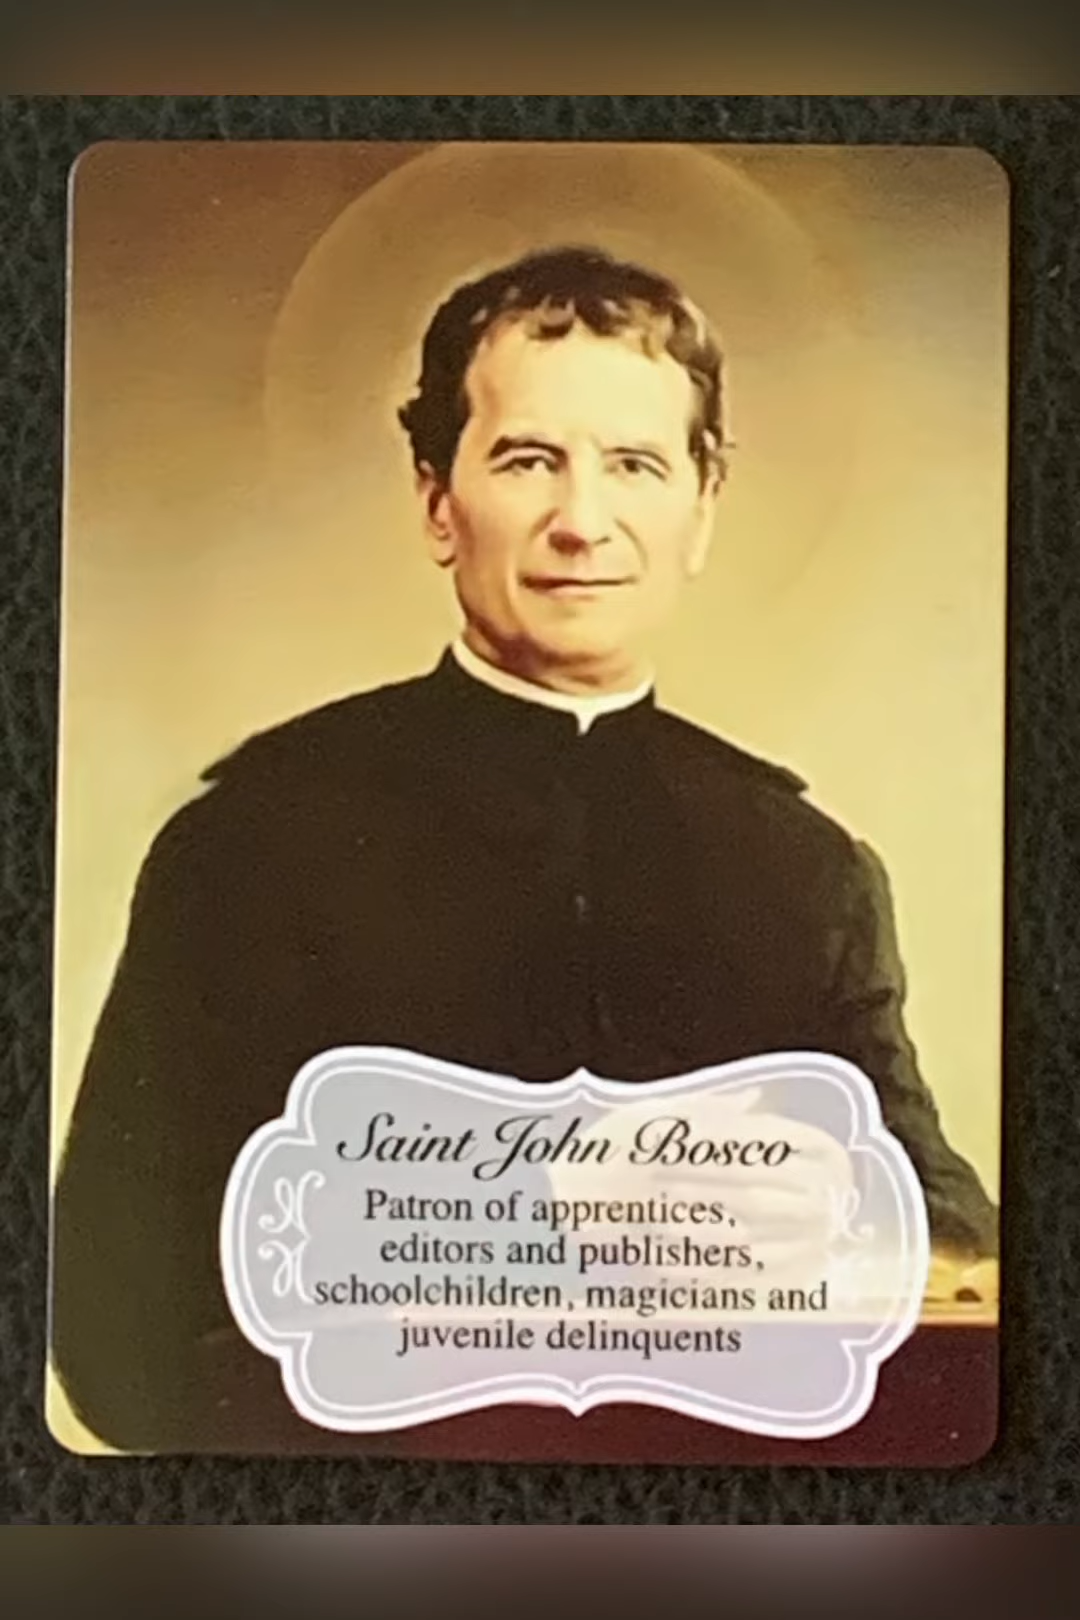 Saint John Bosco
Patron of apprentices,
editors and publishers,
schoolchildren, magicians and
juvenile delinquents